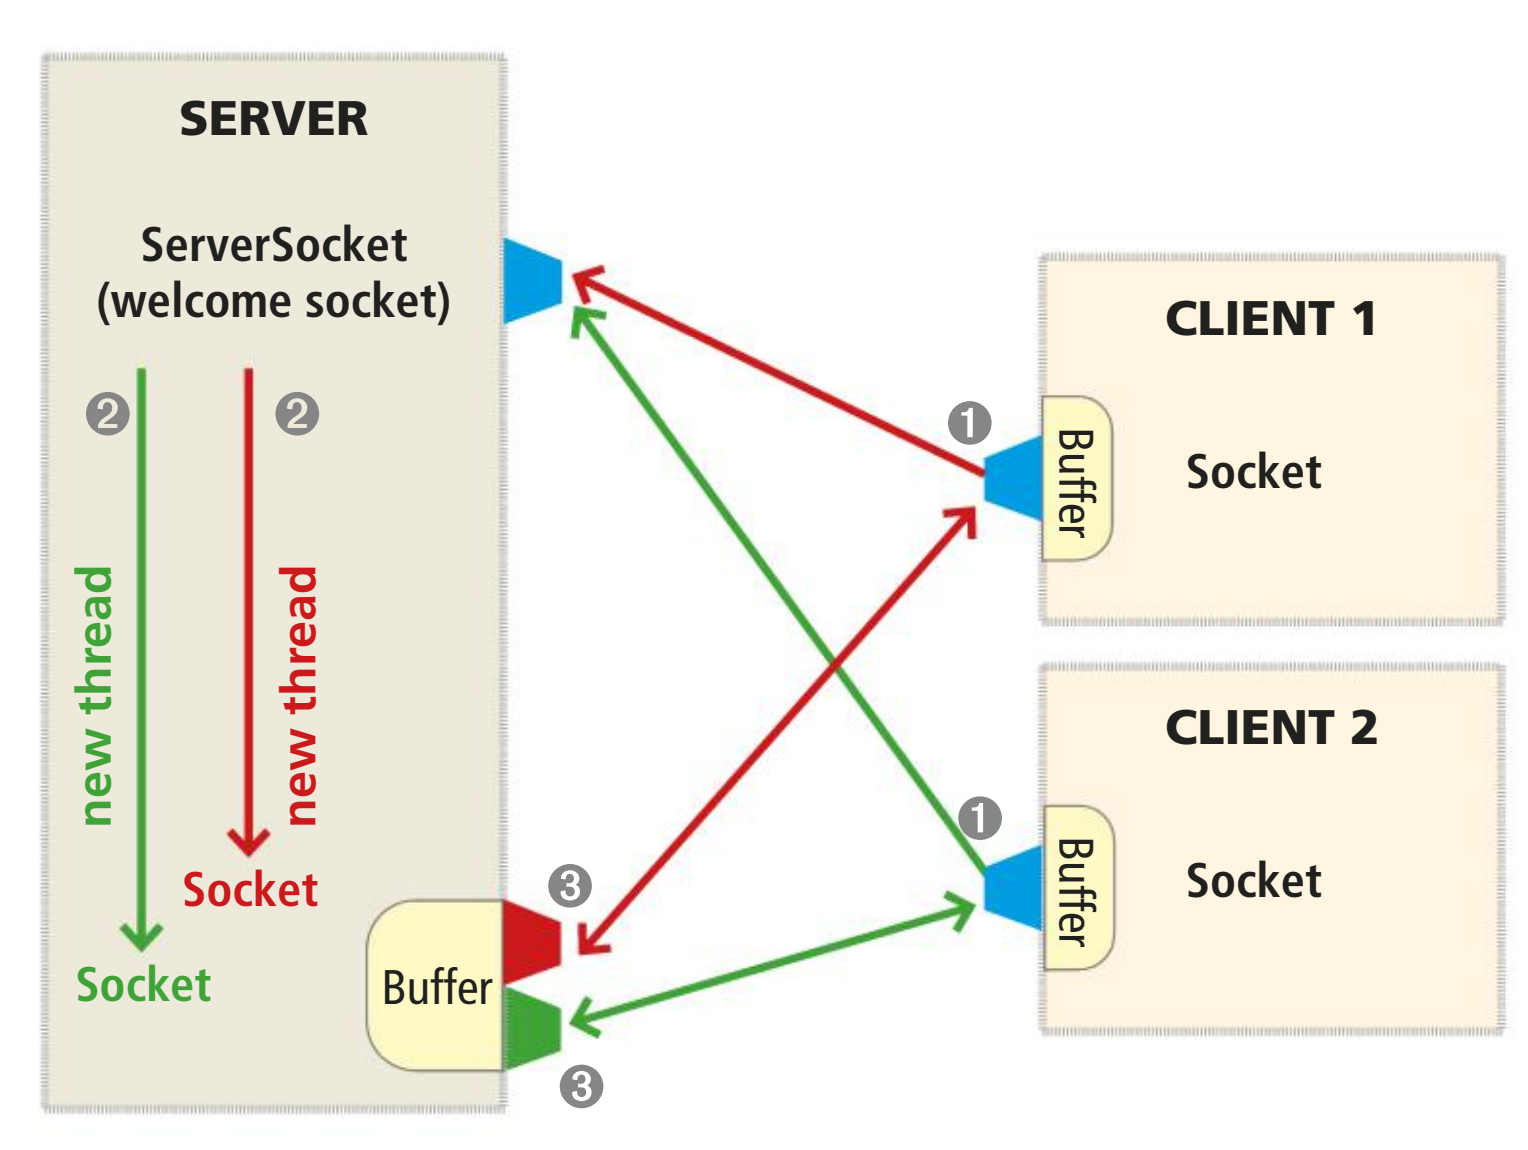 SERVER
ServerSocket
(welcome socket)
2
2
new thread
new thread
Socket
Socket
Buffer
3
3
1
CLIENT 1
Buffer
Socket
1
CLIENT 2
Buffer
Socket